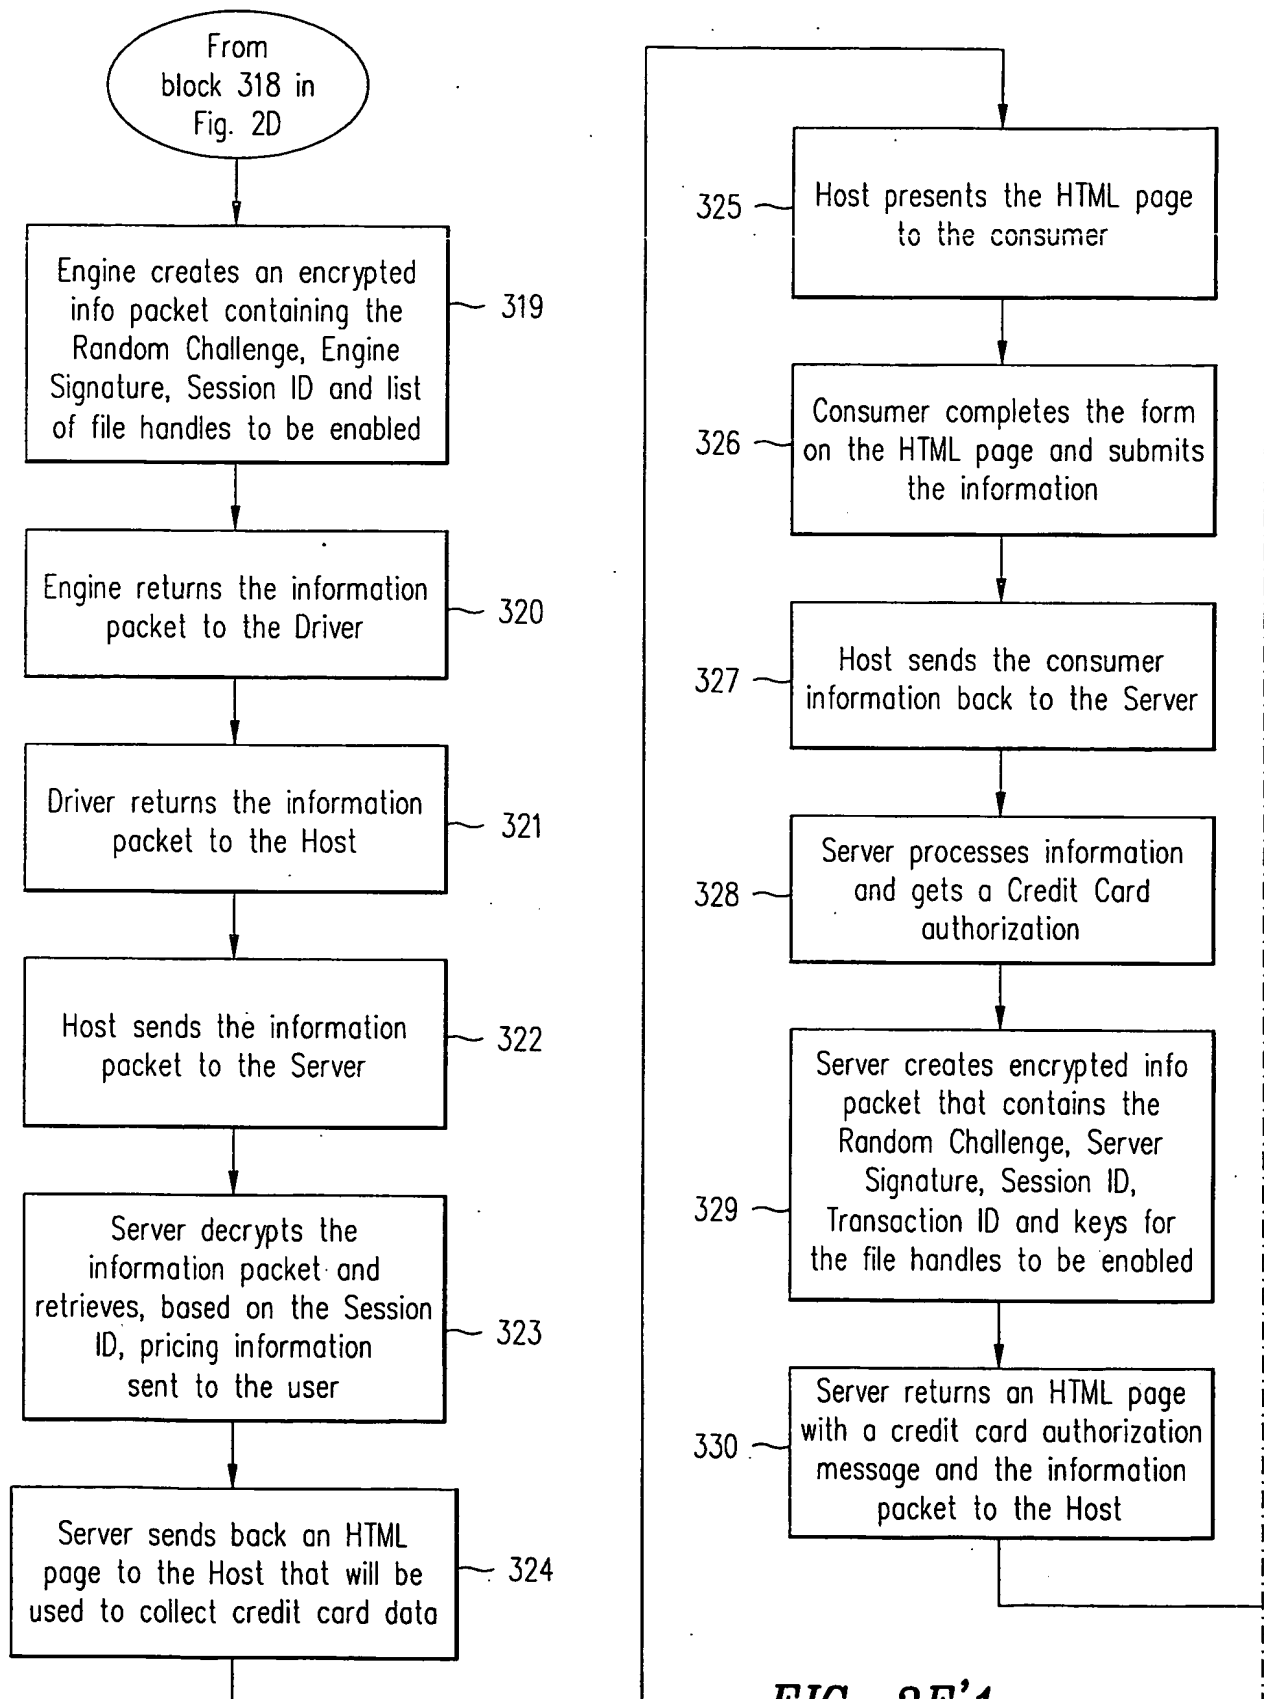 From
block 318 in
Fig. 2D
Engine creates an encrypted
info packet containing the
Random Challenge, Engine
Signature, Session ID and list
of file handles to be enabled
319
Engine returns the information
packet to the Driver
320
Driver returns the information
packet to the Host
321
Host sends the information
packet to the Server
322
Server decrypts the
information packet and
retrieves, based on the Session
ID, pricing information
sent to the user
323
Server sends back an HTML
page to the Host that will be
used to collect credit card data
324
Host presents the HTML page
to the consumer
325
Consumer completes the form
on the HTML page and submits
the information
326
Host sends the consumer
information back to the Server
327
Server processes information
and gets a Credit Card
authorization
328
Server creates encrypted info
packet that contains the
Random Challenge, Server
Signature, Session ID,
Transaction ID and keys for
the file handles to be enabled
329
Server returns an HTML page
with a credit card authorization
message and the information
packet to the Host
330
FIG.